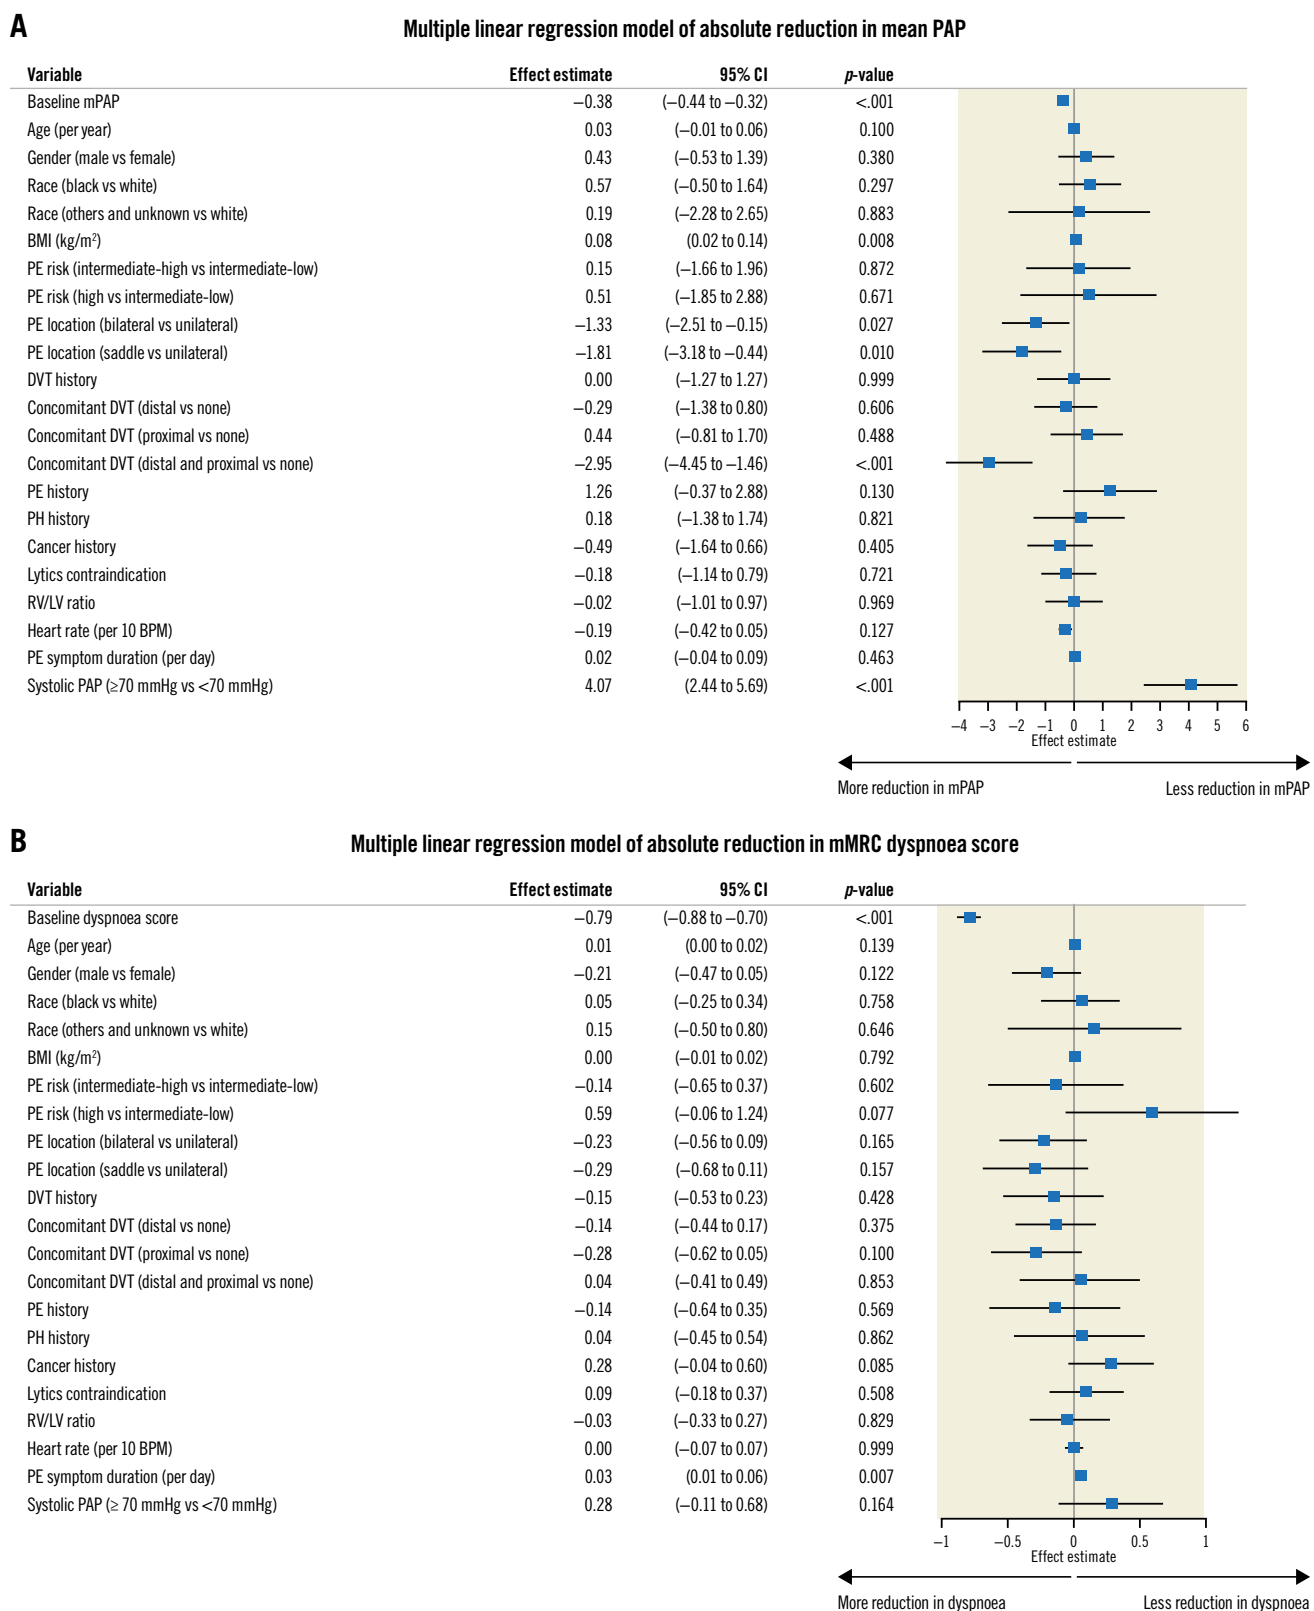 A
Multiple linear regression model of absolute reduction in mean PAP
Variable Effect estimate 95% CI p-value
Baseline mPAP −0.38 (−0.44 to −0.32) <.001
Age (per year) 0.03 (−0.01 to 0.06) 0.100
Gender (male vs female) 0.43 (−0.53 to 1.39) 0.380
Race (black vs white) 0.57 (−0.50 to 1.64) 0.297
Race (others and unknown vs white) 0.19 (−2.28 to 2.65) 0.883
BMI (kg/m²) 0.08 (0.02 to 0.14) 0.008
PE risk (intermediate-high vs intermediate-low) 0.15 (−1.66 to 1.96) 0.872
PE risk (high vs intermediate-low) 0.51 (−1.85 to 2.88) 0.671
PE location (bilateral vs unilateral) −1.33 (−2.51 to −0.15) 0.027
PE location (saddle vs unilateral) −1.81 (−3.18 to −0.44) 0.010
DVT history 0.00 (−1.27 to 1.27) 0.999
Concomitant DVT (distal vs none) −0.29 (−1.38 to 0.80) 0.606
Concomitant DVT (proximal vs none) 0.44 (−0.81 to 1.70) 0.488
Concomitant DVT (distal and proximal vs none) −2.95 (−4.45 to −1.46) <.001
PE history 1.26 (−0.37 to 2.88) 0.130
PH history 0.18 (−1.38 to 1.74) 0.821
Cancer history −0.49 (−1.64 to 0.66) 0.405
Lytics contraindication −0.18 (−1.14 to 0.79) 0.721
RV/LV ratio −0.02 (−1.01 to 0.97) 0.969
Heart rate (per 10 BPM) −0.19 (−0.42 to 0.05) 0.127
PE symptom duration (per day) 0.02 (−0.04 to 0.09) 0.463
Systolic PAP (≥70 mmHg vs <70 mmHg) 4.07 (2.44 to 5.69) <.001
−4 −3 −2 −1 0 1 2 3 4 5 6
Effect estimate
More reduction in mPAP Less reduction in mPAP
B
Multiple linear regression model of absolute reduction in mMRC dyspnoea score
Variable Effect estimate 95% CI p-value
Baseline dyspnoea score −0.79 (−0.88 to −0.70) <.001
Age (per year) 0.01 (0.00 to 0.02) 0.139
Gender (male vs female) −0.21 (−0.47 to 0.05) 0.122
Race (black vs white) 0.05 (−0.25 to 0.34) 0.758
Race (others and unknown vs white) 0.15 (−0.50 to 0.80) 0.646
BMI (kg/m²) 0.00 (−0.01 to 0.02) 0.792
PE risk (intermediate-high vs intermediate-low) −0.14 (−0.65 to 0.37) 0.602
PE risk (high vs intermediate-low) 0.59 (−0.06 to 1.24) 0.077
PE location (bilateral vs unilateral) −0.23 (−0.56 to 0.09) 0.165
PE location (saddle vs unilateral) −0.29 (−0.68 to 0.11) 0.157
DVT history −0.15 (−0.53 to 0.23) 0.428
Concomitant DVT (distal vs none) −0.14 (−0.44 to 0.17) 0.375
Concomitant DVT (proximal vs none) −0.28 (−0.62 to 0.05) 0.100
Concomitant DVT (distal and proximal vs none) 0.04 (−0.41 to 0.49) 0.853
PE history −0.14 (−0.64 to 0.35) 0.569
PH history 0.04 (−0.45 to 0.54) 0.862
Cancer history 0.28 (−0.04 to 0.60) 0.085
Lytics contraindication 0.09 (−0.18 to 0.37) 0.508
RV/LV ratio −0.03 (−0.33 to 0.27) 0.829
Heart rate (per 10 BPM) 0.00 (−0.07 to 0.07) 0.999
PE symptom duration (per day) 0.03 (0.01 to 0.06) 0.007
Systolic PAP (≥ 70 mmHg vs <70 mmHg) 0.28 (−0.11 to 0.68) 0.164
−1 −0.5 0 0.5 1
Effect estimate
More reduction in dyspnoea Less reduction in dyspnoea